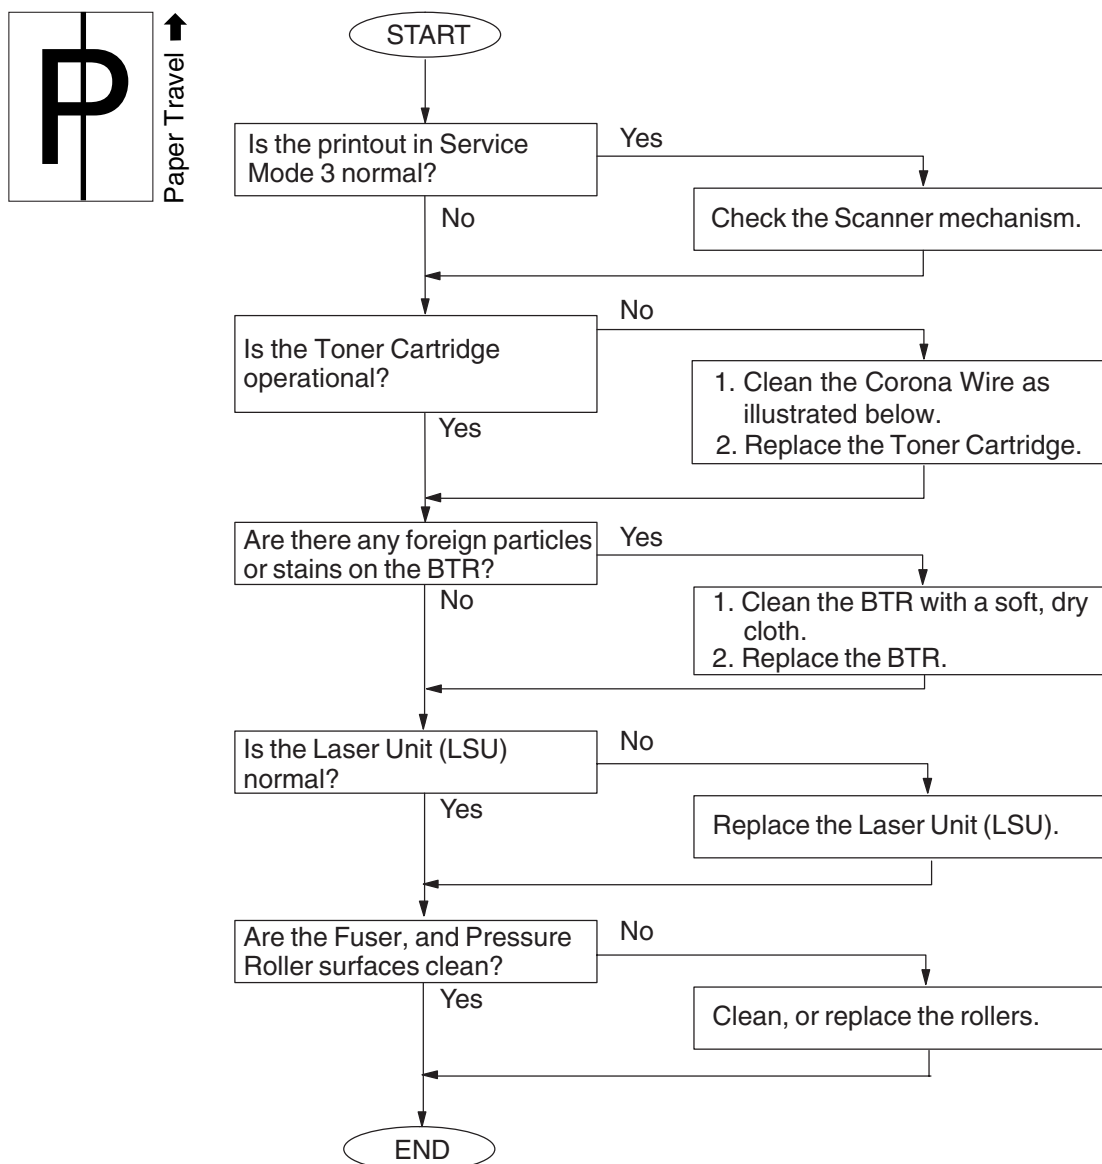 P
Paper Travel
START
Is the printout in Service
Mode 3 normal?
Yes
No
Check the Scanner mechanism.
Is the Toner Cartridge
operational?
No
Yes
1. Clean the Corona Wire as
illustrated below.
2. Replace the Toner Cartridge.
Are there any foreign particles
or stains on the BTR?
Yes
No
1. Clean the BTR with a soft, dry
cloth.
2. Replace the BTR.
Is the Laser Unit (LSU)
normal?
No
Yes
Replace the Laser Unit (LSU).
Are the Fuser, and Pressure
Roller surfaces clean?
No
Yes
Clean, or replace the rollers.
END